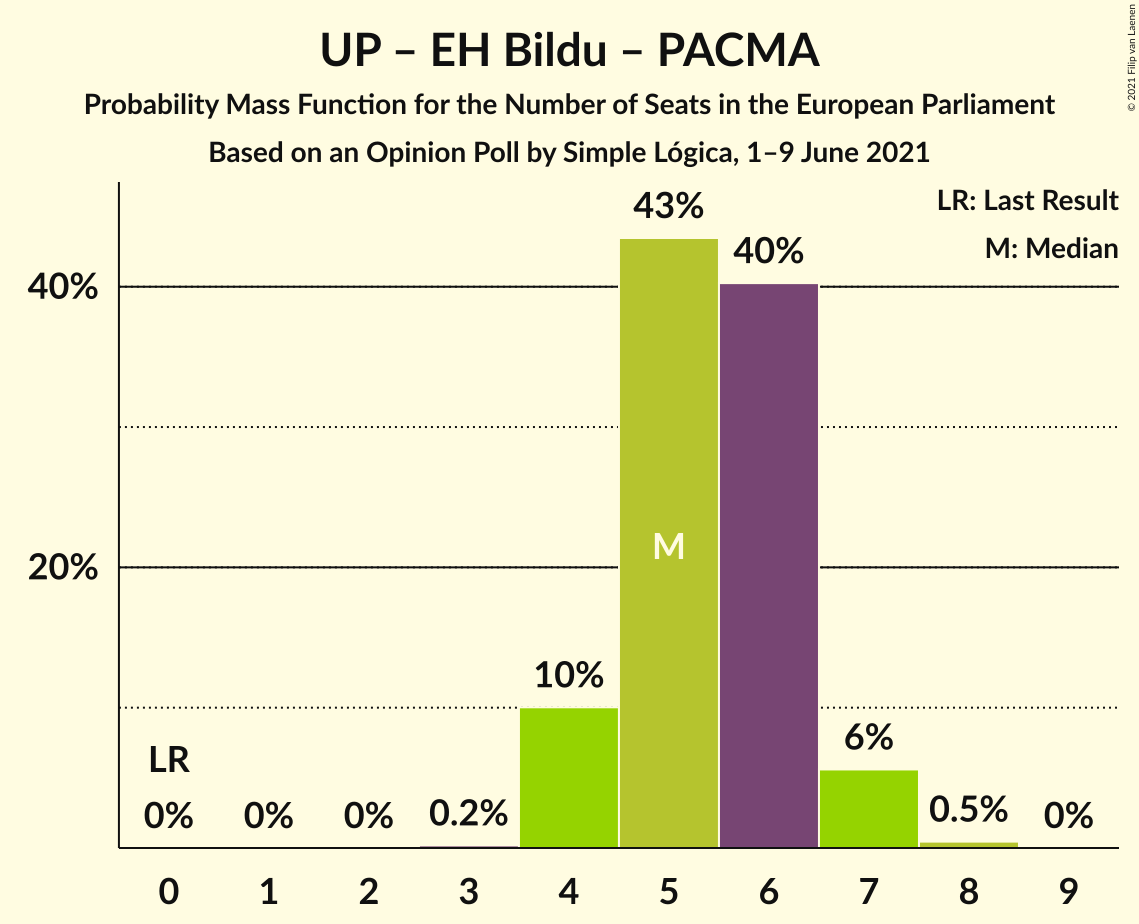 UP – EH Bildu – PACMA
Probability Mass Function for the Number of Seats in the European Parliament
Based on an Opinion Poll by Simple Lógica, 1–9 June 2021
© 2021 Filip van Laenen
LR: Last Result
M: Median
43%
40%
40%
M
20%
10%
6%
LR
0%
0%
0%
0.2%
0.5%
0%
0
1
2
3
4
5
6
7
8
9